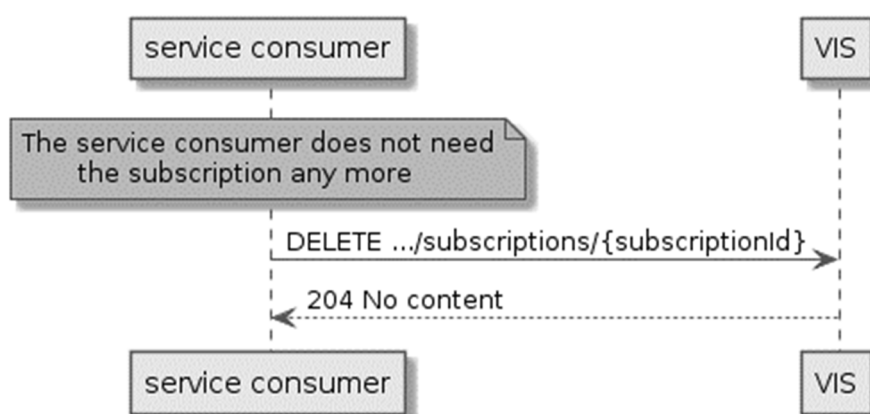 service consumer
VIS
The service consumer does not need
the subscription any more
DELETE .../subscriptions/{subscriptionId}
204 No content
service consumer
VIS